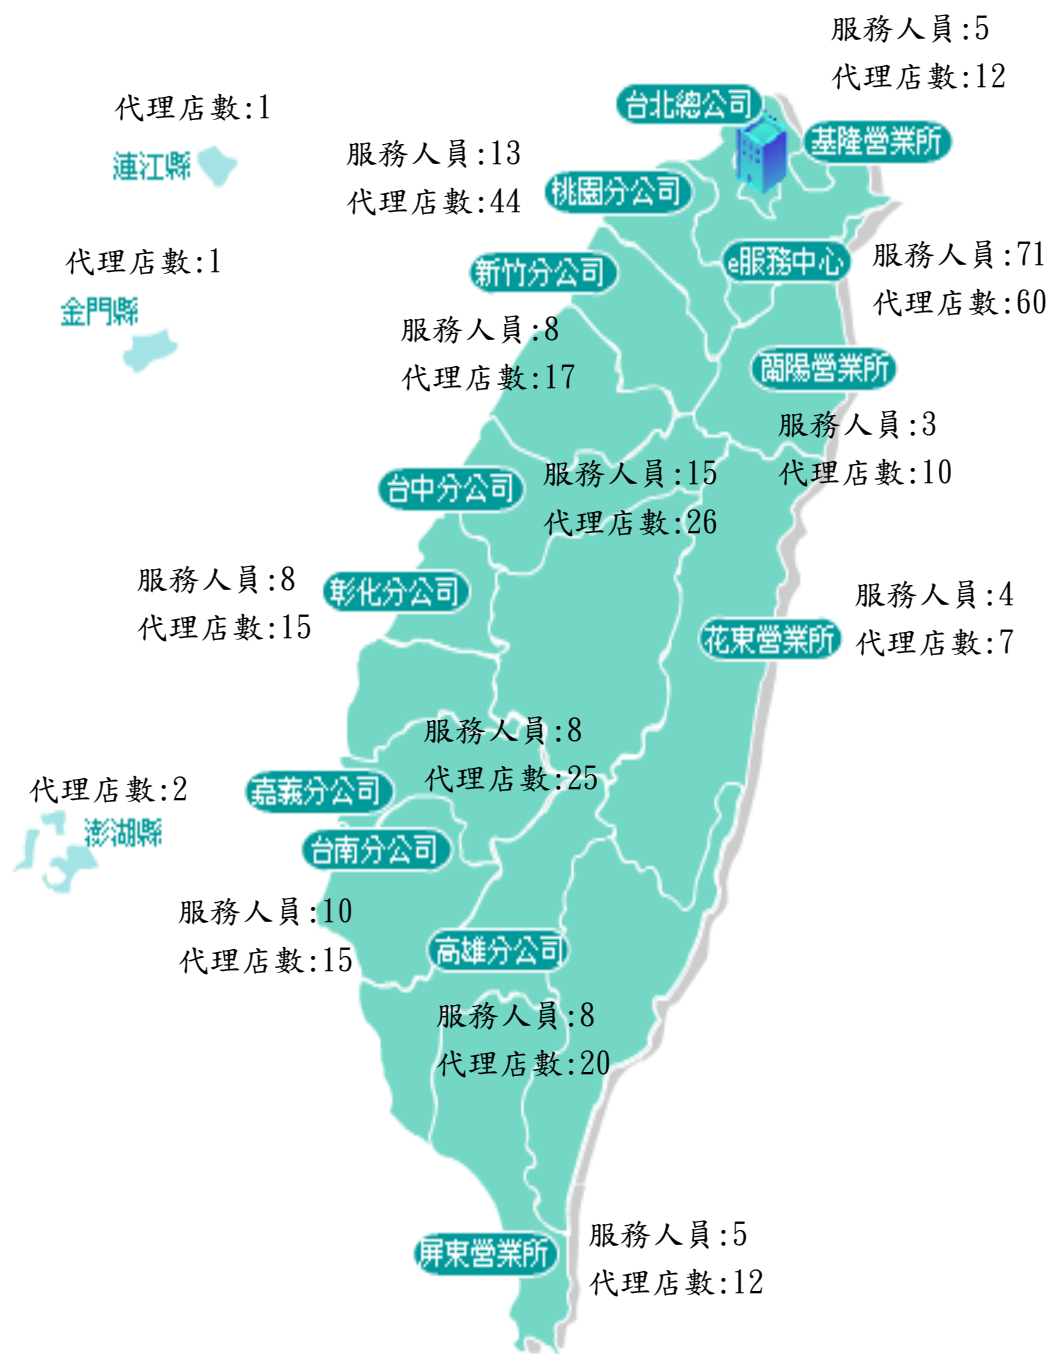 服務人員:5
代理店數:12
台北總公司
代理店數:1
基隆營業所
連江縣
服務人員:13
代理店數:44
桃園分公司
代理店數:1
金門縣
新竹分公司
e服務中心
服務人員:71
代理店數:60
服務人員:8
代理店數:17
蘭陽營業所
服務人員:3
代理店數:10
台中分公司
服務人員:15
代理店數:26
服務人員:8
代理店數:15
彰化分公司
服務人員:4
代理店數:7
花東營業所
服務人員:8
代理店數:25
嘉義分公司
代理店數:2
澎湖縣
台南分公司
服務人員:10
代理店數:15
高雄分公司
服務人員:8
代理店數:20
屏東營業所
服務人員:5
代理店數:12